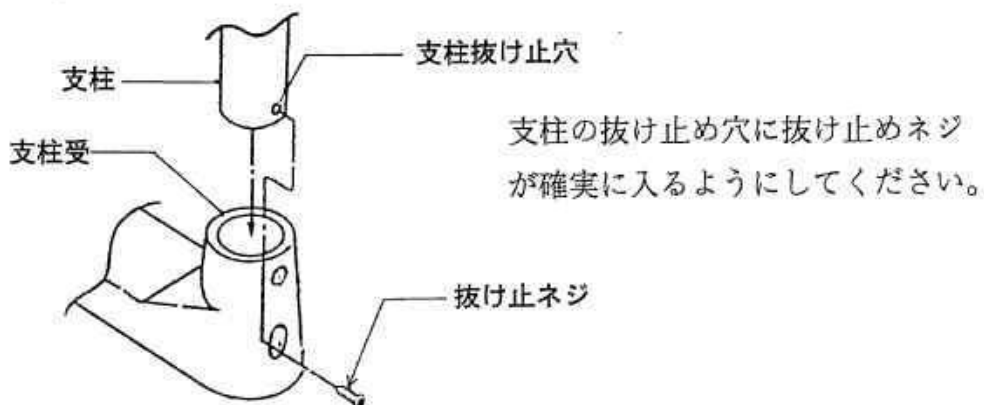 支柱抜け止穴
支柱
支柱の抜け止め穴に抜け止めネジ
が確実に入るようにしてください。
支柱受
抜け止ネジ